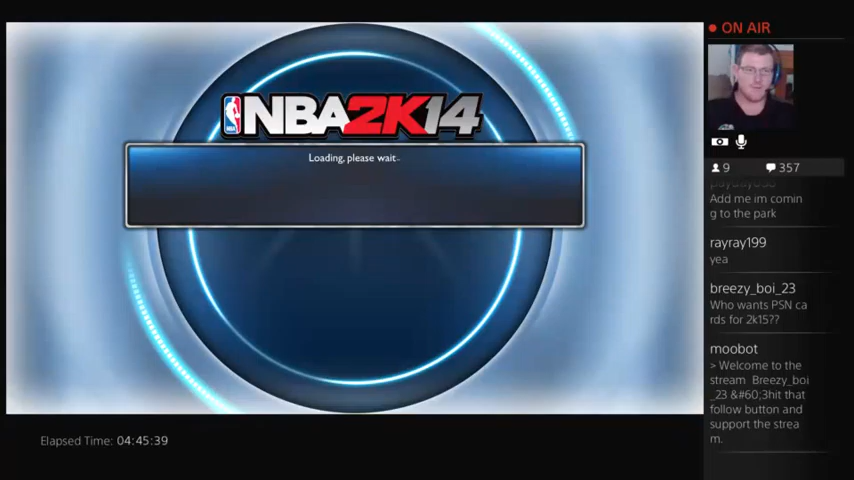 ON AIR
NBA2K14
NBA
Loading, please wait..
9 357
Add me im comin
g to the park
rayray199
yea
breezy_boi_23
Who wants PSN ca
rds for 2k15??
moobot
> Welcome to the
stream Breezy_boi
_23 &#60;3hit that
follow button and
support the strea
m.
Elapsed Time: 04:45:39